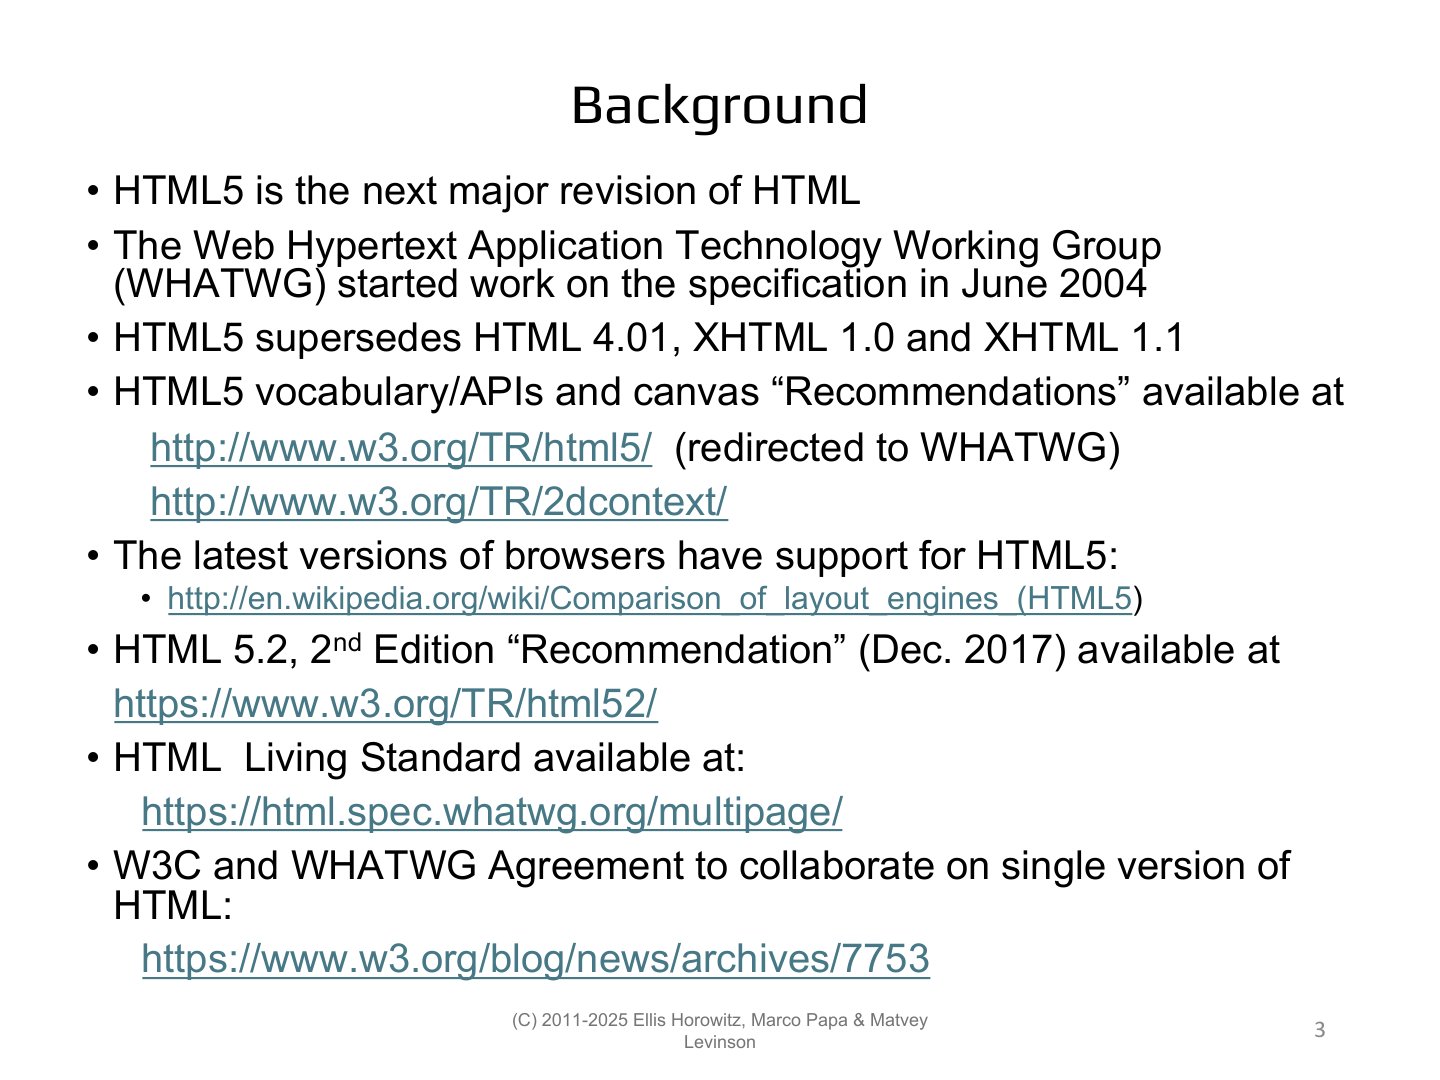 Background
• HTML5 is the next major revision of HTML
• The Web Hypertext Application Technology Working Group
(WHATWG) started work on the specification in June 2004
• HTML5 supersedes HTML 4.01, XHTML 1.0 and XHTML 1.1
• HTML5 vocabulary/APIs and canvas “Recommendations” available at
http://www.w3.org/TR/html5/ (redirected to WHATWG)
http://www.w3.org/TR/2dcontext/
• The latest versions of browsers have support for HTML5:
• http://en.wikipedia.org/wiki/Comparison_of_layout_engines_(HTML5)
• HTML 5.2, 2nd Edition “Recommendation” (Dec. 2017) available at
https://www.w3.org/TR/html52/
• HTML Living Standard available at:
https://html.spec.whatwg.org/multipage/
• W3C and WHATWG Agreement to collaborate on single version of
HTML:
https://www.w3.org/blog/news/archives/7753
(C) 2011-2025 Ellis Horowitz, Marco Papa & Matvey
Levinson
3